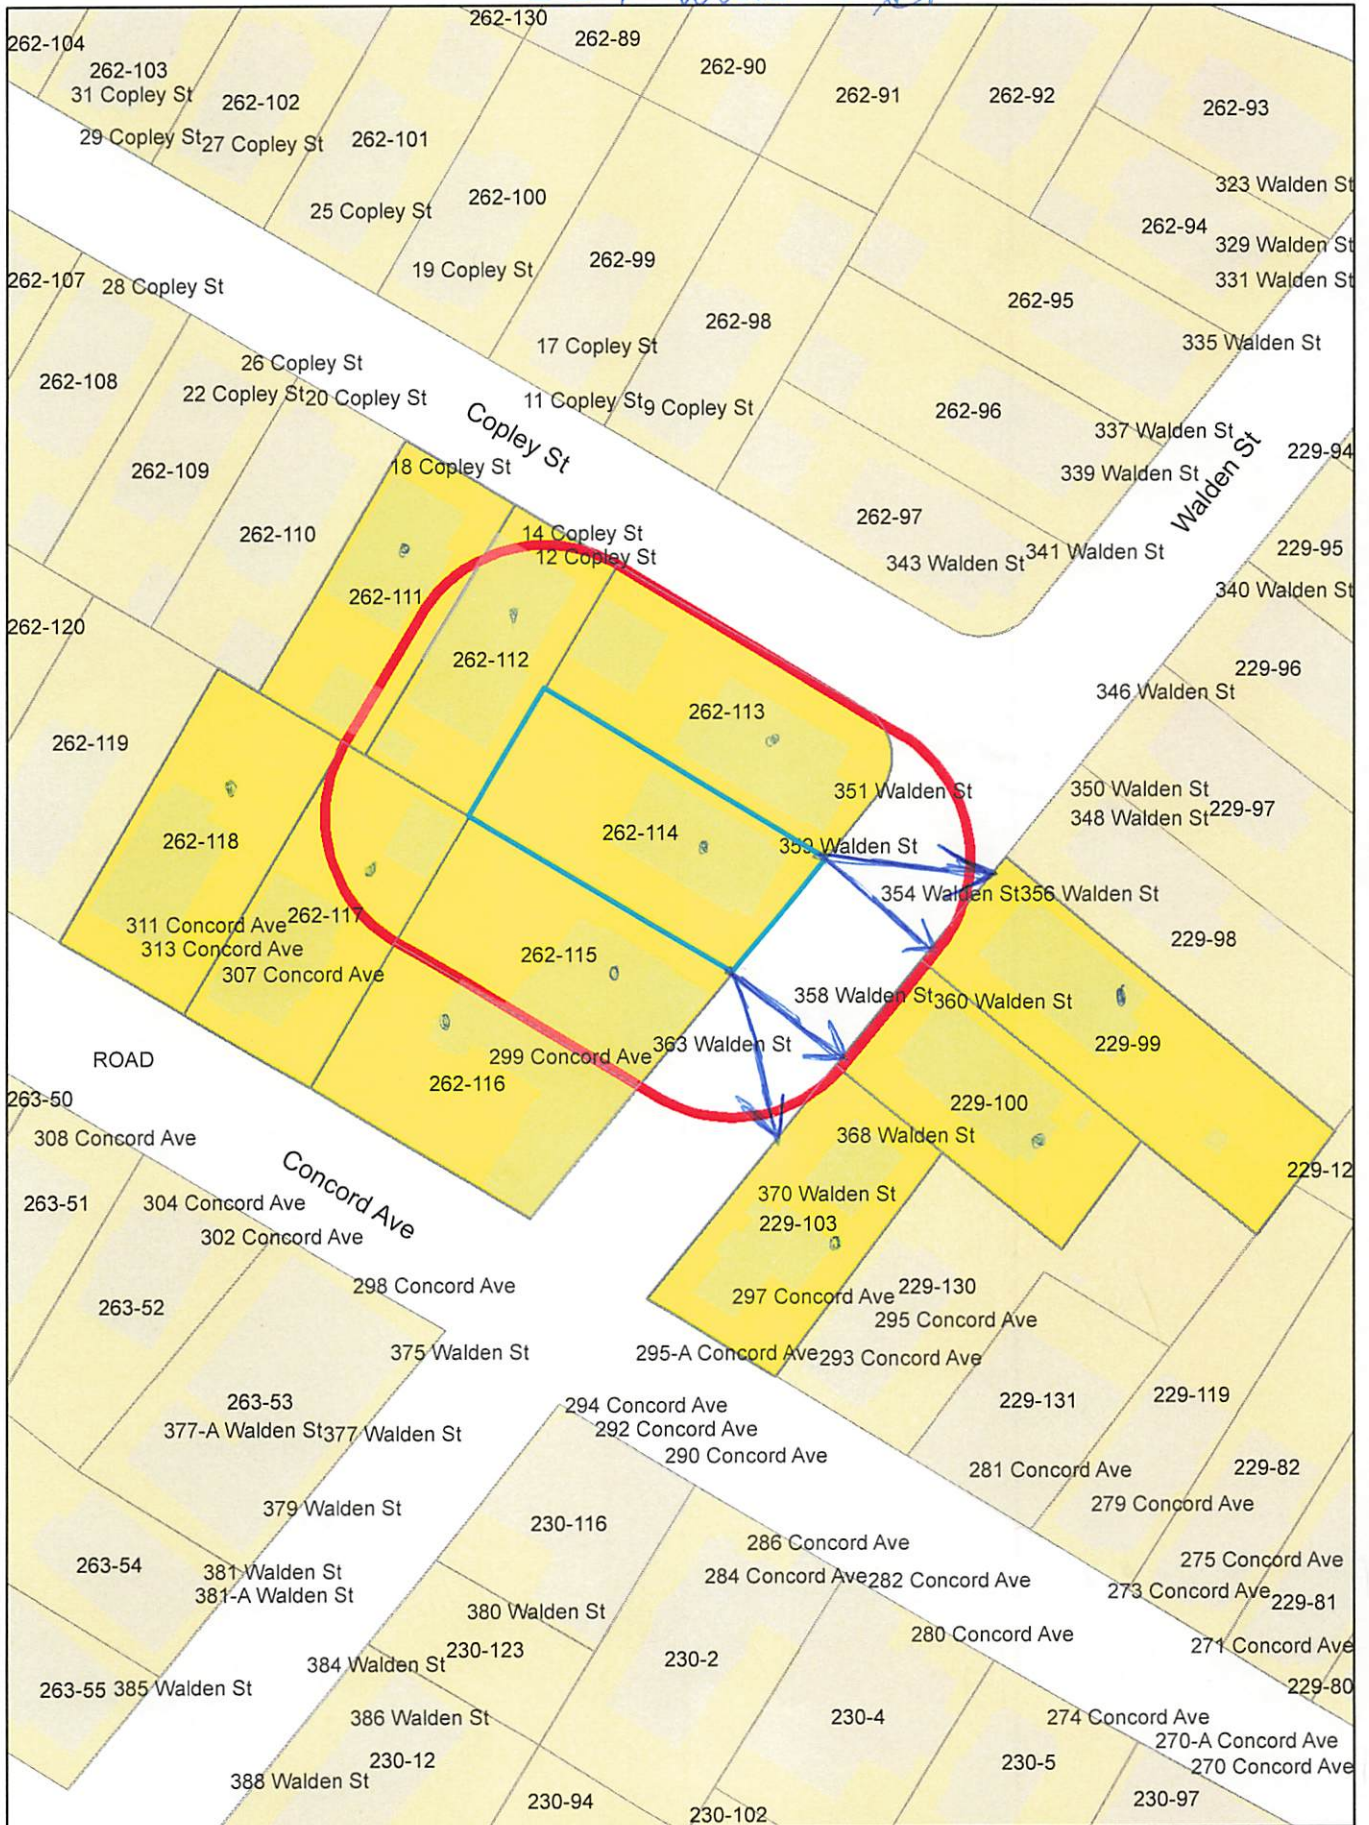 262-130
262-104
262-89
262-103
262-90
31 Copley St
262-102
262-91
262-92
262-93
29 Copley St
27 Copley St
262-101
323 Walden St
262-100
25 Copley St
262-94
329 Walden St
262-99
19 Copley St
331 Walden St
262-107
28 Copley St
262-95
262-98
335 Walden St
17 Copley St
26 Copley St
262-108
22 Copley St
20 Copley St
11 Copley St
9 Copley St
262-96
337 Walden St
Copley St
229-94
18 Copley St
262-109
339 Walden St
Walden St
262-97
262-110
14 Copley St
229-95
12 Copley St
341 Walden St
343 Walden St
340 Walden St
262-111
262-120
262-112
229-96
346 Walden St
262-113
262-119
351 Walden St
350 Walden St
229-97
348 Walden St
262-114
262-118
359 Walden St
354 Walden St
356 Walden St
262-117
311 Concord Ave
229-98
313 Concord Ave
262-115
307 Concord Ave
358 Walden St
360 Walden St
363 Walden St
229-99
ROAD
299 Concord Ave
262-116
263-50
229-100
308 Concord Ave
368 Walden St
Concord Ave
229-12
370 Walden St
263-51
304 Concord Ave
229-103
302 Concord Ave
298 Concord Ave
229-130
297 Concord Ave
263-52
295 Concord Ave
375 Walden St
295-A Concord Ave
293 Concord Ave
263-53
229-131
229-119
294 Concord Ave
377-A Walden St
377 Walden St
292 Concord Ave
290 Concord Ave
281 Concord Ave
229-82
379 Walden St
279 Concord Ave
230-116
286 Concord Ave
263-54
381 Walden St
275 Concord Ave
284 Concord Ave
282 Concord Ave
381-A Walden St
273 Concord Ave
229-81
380 Walden St
280 Concord Ave
271 Concord Ave
230-123
384 Walden St
230-2
263-55
385 Walden St
229-80
386 Walden St
230-4
274 Concord Ave
270-A Concord Ave
230-12
230-5
270 Concord Ave
388 Walden St
230-94
230-102
230-97